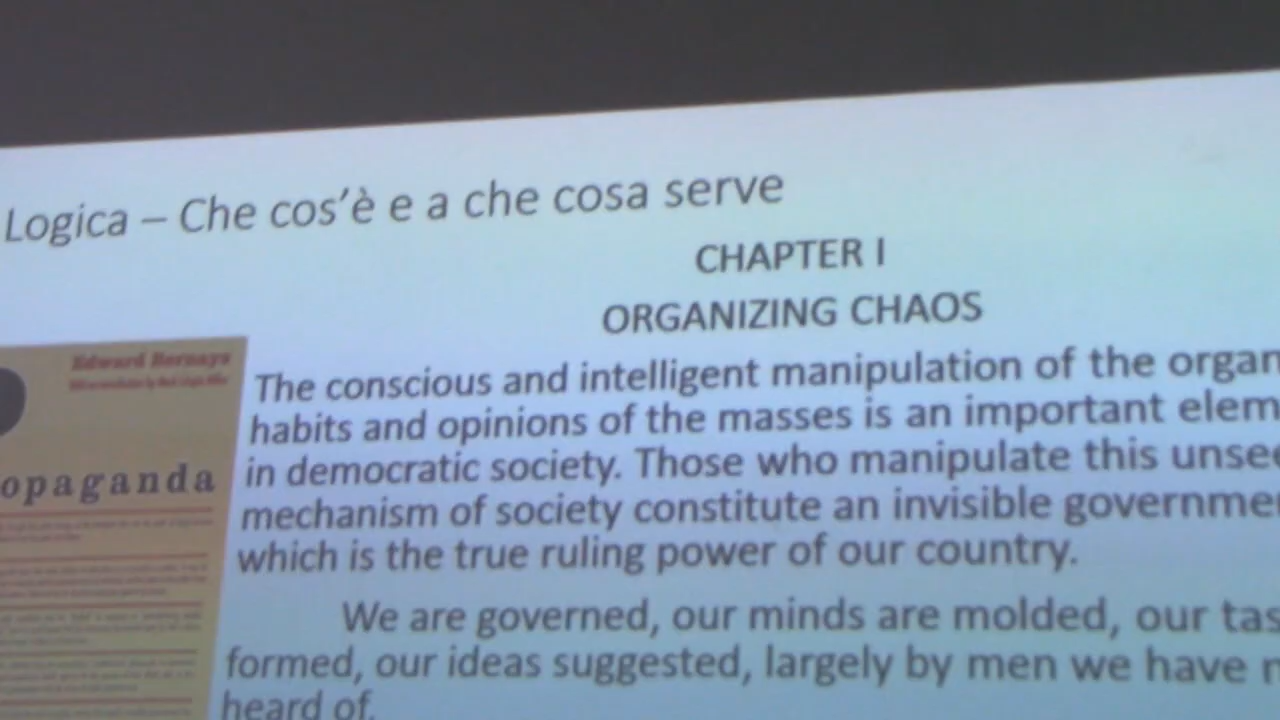 Logica – Che cos'è e a che cosa serve
CHAPTER I
ORGANIZING CHAOS
Edward Bernays
opaganda
The conscious and intelligent manipulation of the organ
habits and opinions of the masses is an important elem
in democratic society. Those who manipulate this unsee
mechanism of society constitute an invisible governme
which is the true ruling power of our country.
We are governed, our minds are molded, our tas
formed, our ideas suggested, largely by men we have n
heard of.